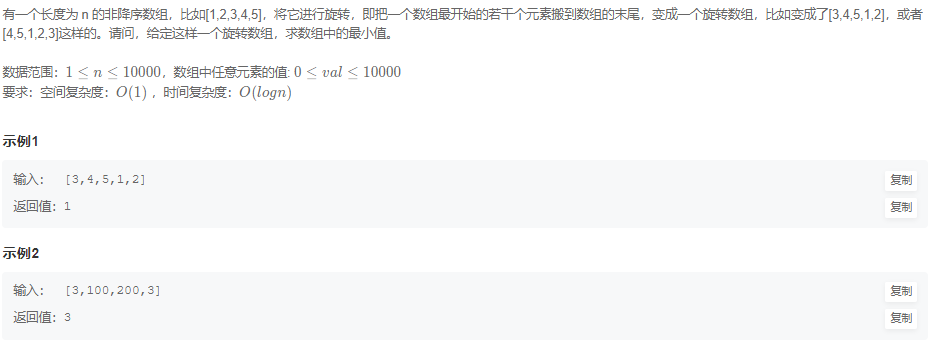 有一个长度为 n 的非降序数组，比如[1,2,3,4,5]，将它进行旋转，即把一个数组最开始的若干个元素搬到数组的末尾，变成一个旋转数组，比如变成了[3,4,5,1,2]，或者
[4,5,1,2,3]这样的。请问，给定这样一个旋转数组，求数组中的最小值。
数据范围：1 ≤ n ≤ 10000，数组中任意元素的值: 0 ≤ val ≤ 10000
要求：空间复杂度：O(1) ，时间复杂度：O(logn)
示例1
输入： [3,4,5,1,2] 复制
返回值：1 复制
示例2
输入： [3,100,200,3] 复制
返回值：3 复制